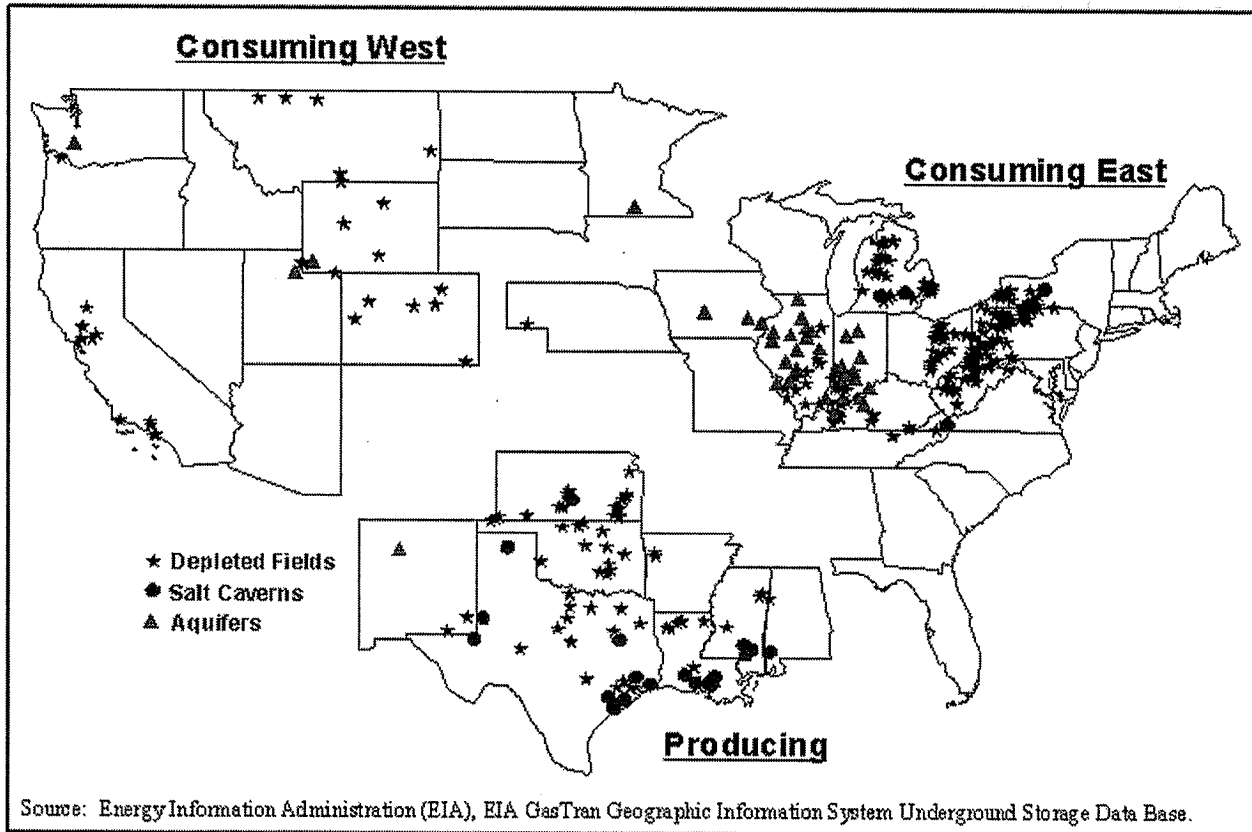 Consuming West
Consuming East
Depleted Fields
Salt Caverns
Aquifers
Producing
Source: Energy Information Administration (EIA), EIA GasTran Geographic Information System Underground Storage Data Base.